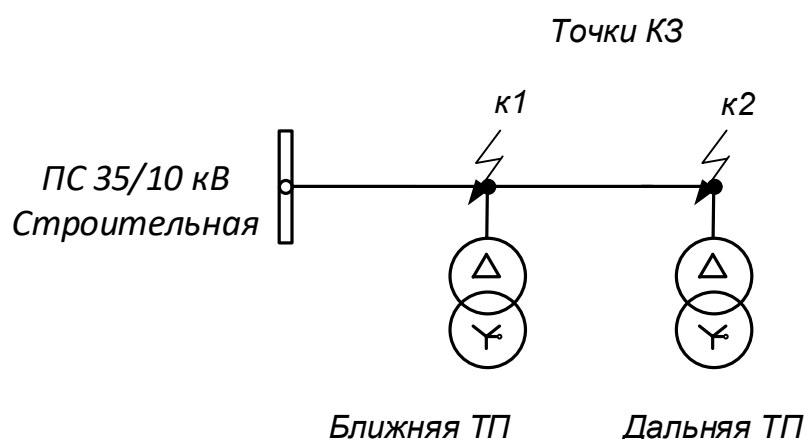 Точки КЗ
к1
к2
ПС 35/10 кВ
Строительная
Ближняя ТП
Дальняя ТП